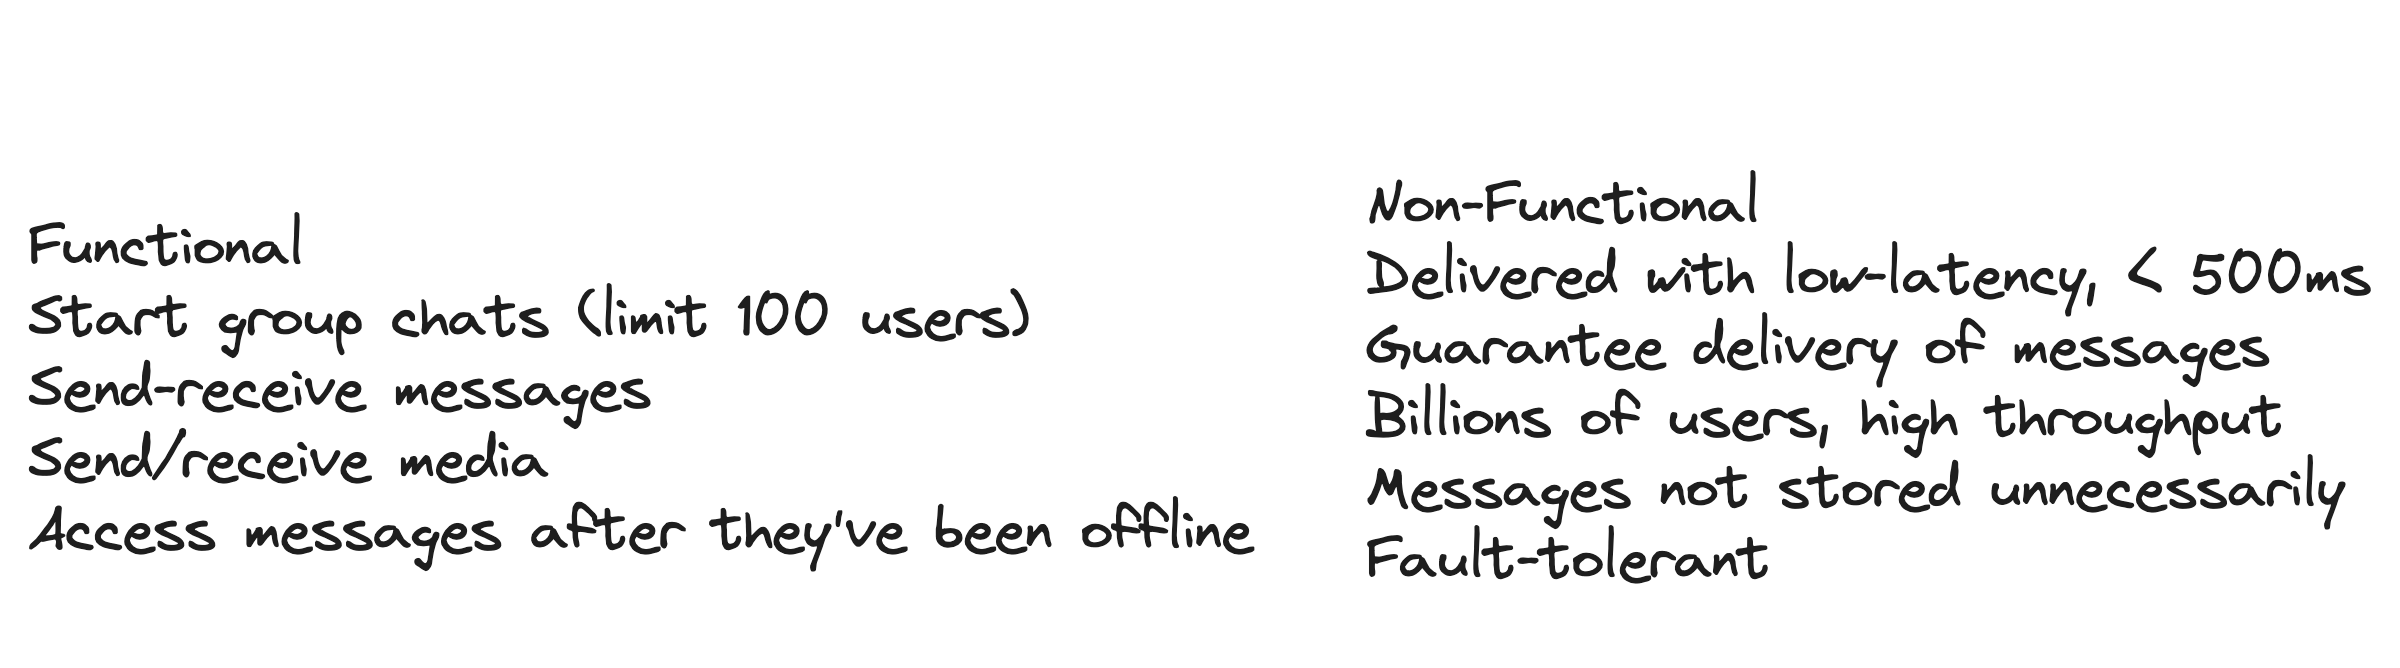 Functional
Start group chats (limit 100 users)
Send-receive messages
Send/receive media
Access messages after they've been offline
Non-Functional
Delivered with low-latency, < 500ms
Guarantee delivery of messages
Billions of users, high throughput
Messages not stored unnecessarily
Fault-tolerant